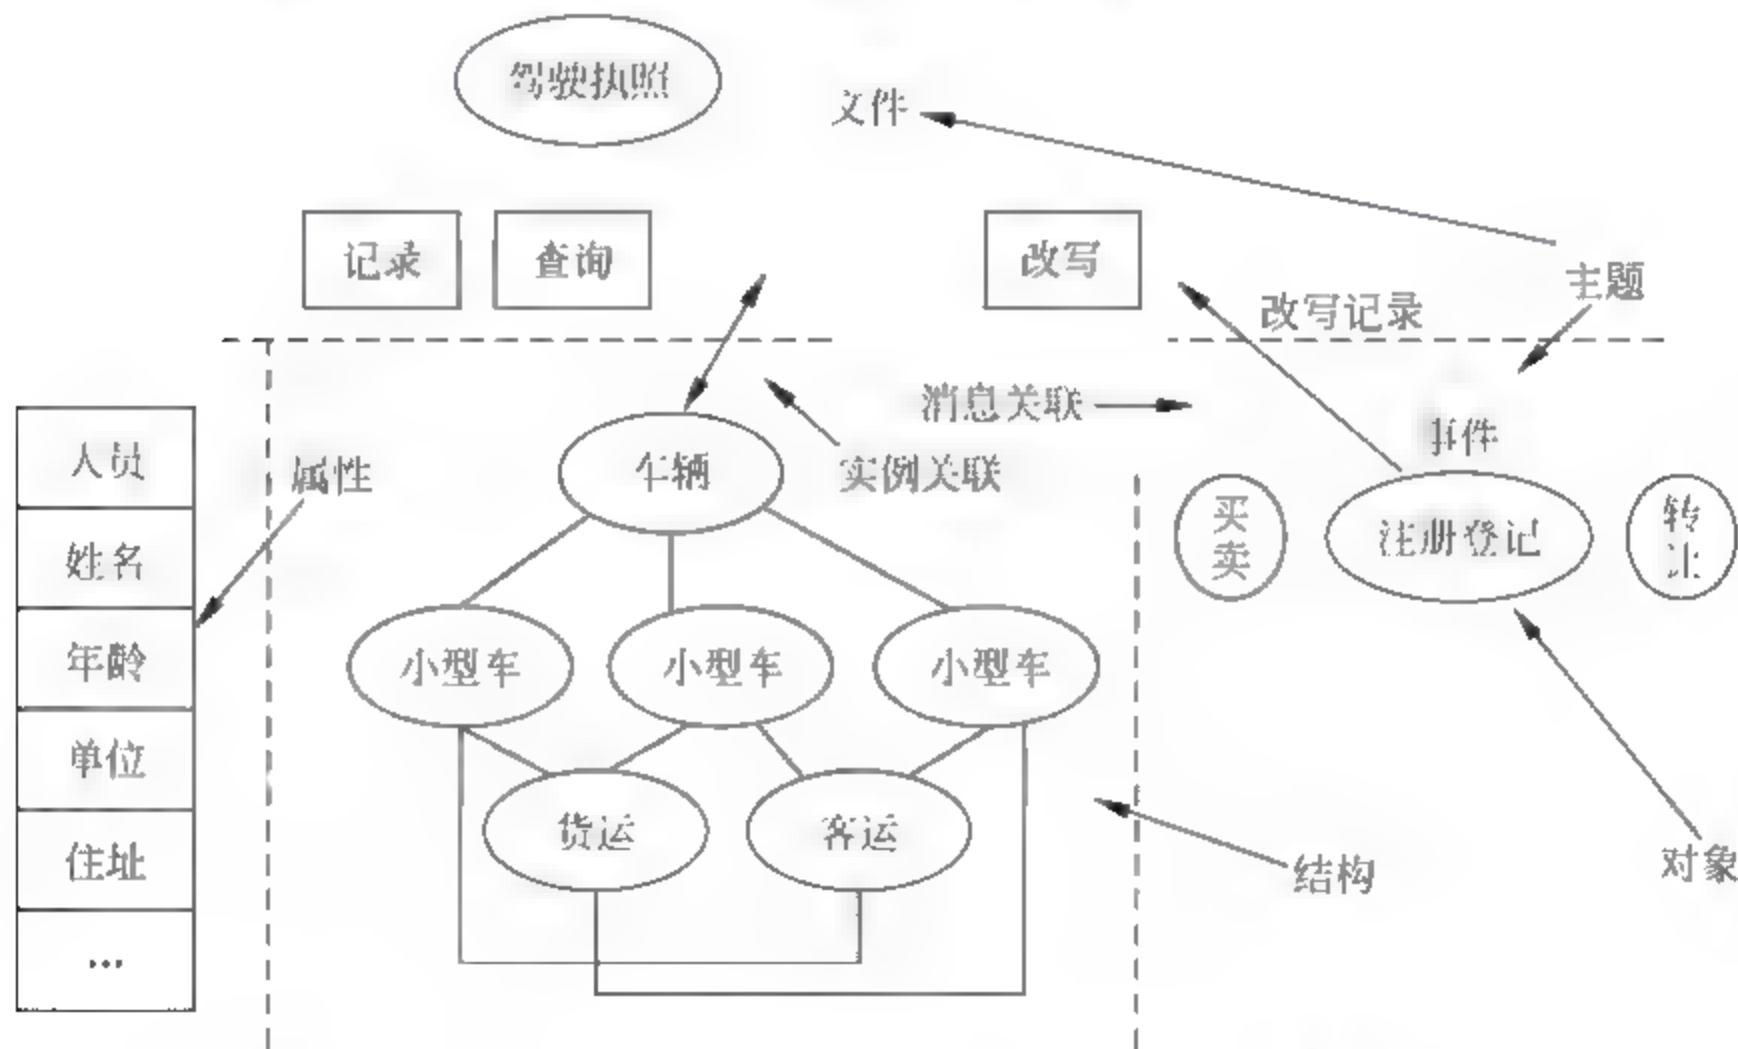 驾驶执照
文件
记录
查询
改写
主题
改写记录
消息关联
事件
人员
属性
车辆
实例关联
买卖
注册登记
转让
姓名
年龄
小型车
小型车
小型车
单位
货运
客运
住址
结构
对象
...